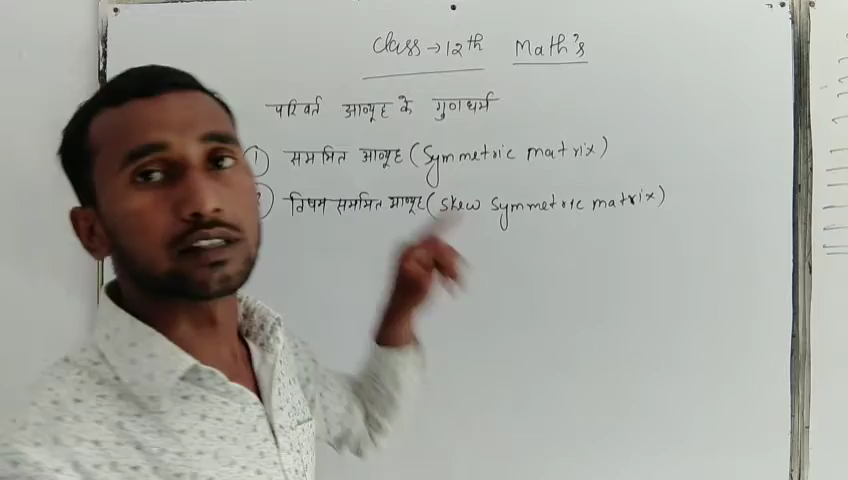 Class → 12th Math's
परिवर्त आव्यूह के गुणधर्म
① सममित आव्यूह (Symmetric matrix)
② विषम सममित आव्यूह (Skew symmetric matrix)